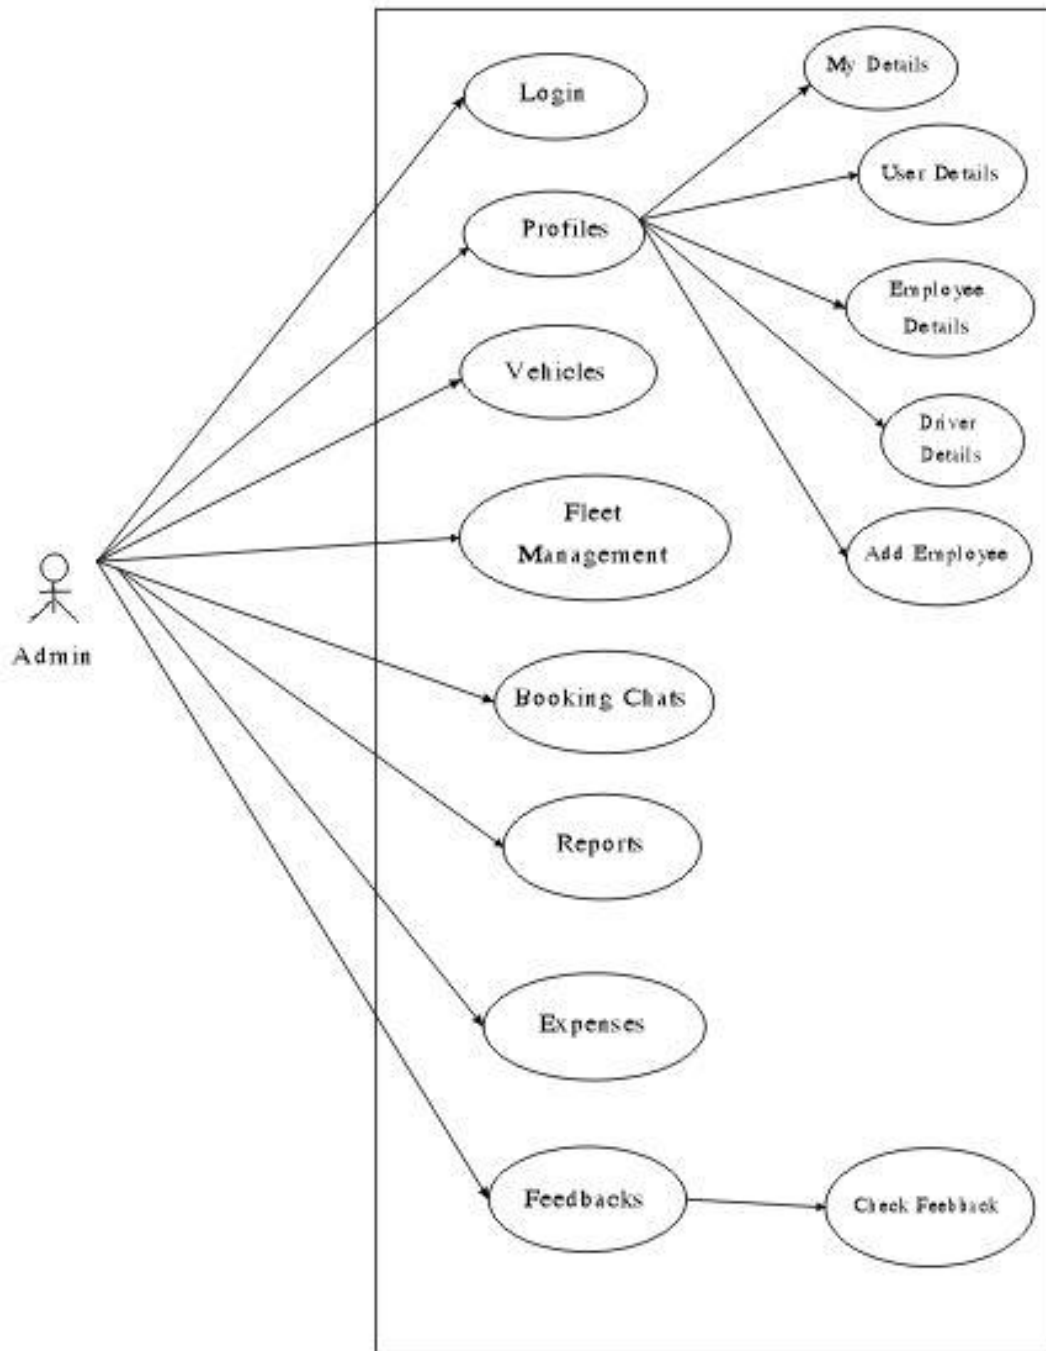 Login
My Details
User Details
Profiles
Employee
Details
Vehicles
Driver
Details
Fleet
Management
Add Employee
Admin
Booking Chats
Reports
Expenses
Feedbacks
Check Feebhack